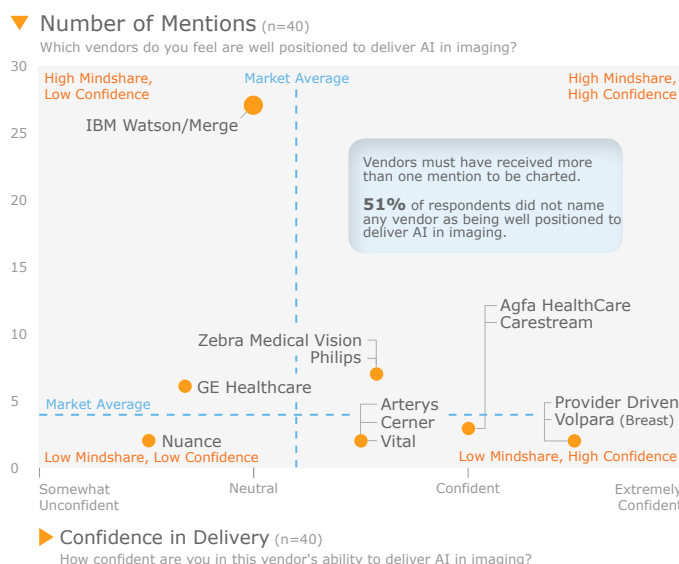 Number of Mentions (n=40)
Which vendors do you feel are well positioned to deliver AI in imaging?
30
High Mindshare,
Low Confidence
Market Average
High Mindshare,
High Confidence
IBM Watson/Merge
25
Vendors must have received more
than one mention to be charted.
51% of respondents did not name
any vendor as being well positioned to
deliver AI in imaging.
20
15
Agfa HealthCare
Carestream
10
Zebra Medical Vision
Philips
GE Healthcare
5
Market Average
Arterys
Cerner
Vital
Provider Driven
Volpara (Breast)
Nuance
Low Mindshare, Low Confidence
Low Mindshare, High Confidence
0
Somewhat
Unconfident
Neutral
Confident
Extremely
Confident
Confidence in Delivery (n=40)
How confident are you in this vendor's ability to deliver AI in imaging?